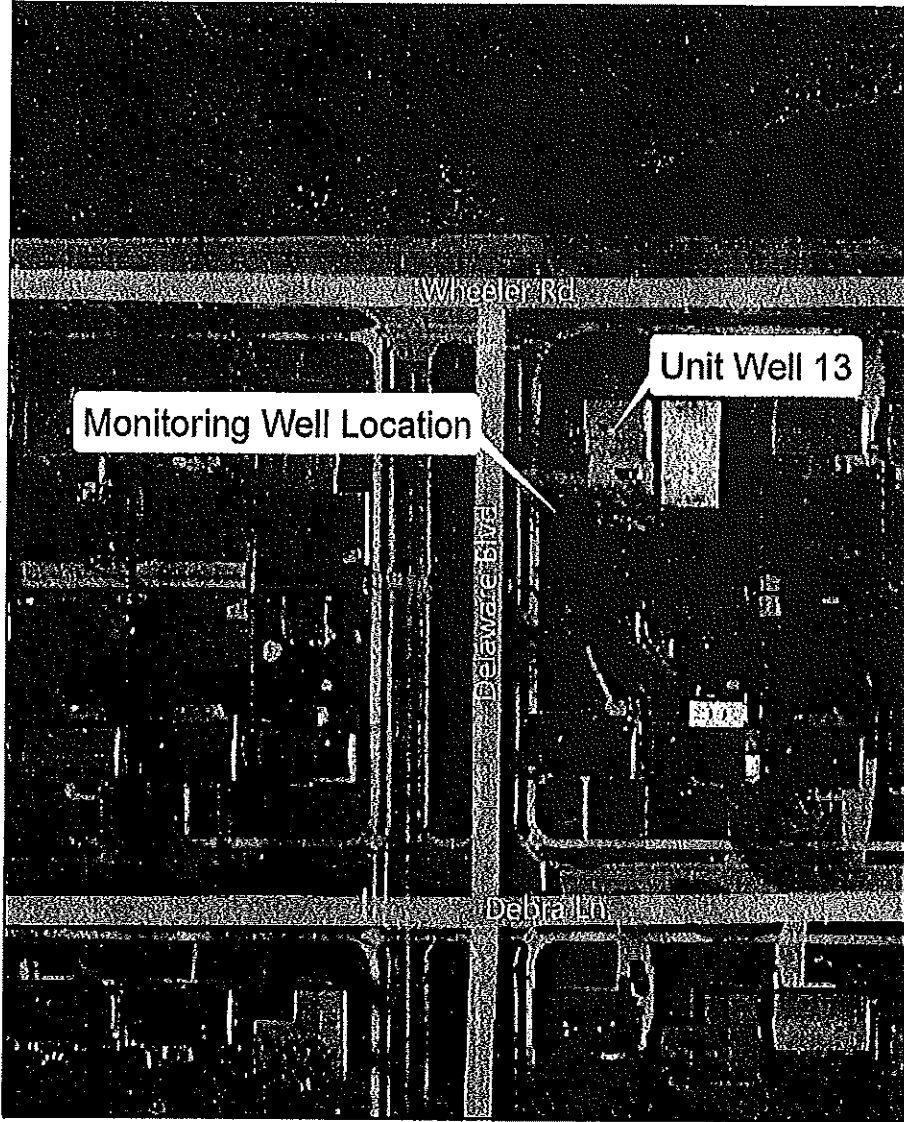 Wheeler Rd
Unit Well 13
Monitoring Well Location
Delaware Blvd
Debra Ln